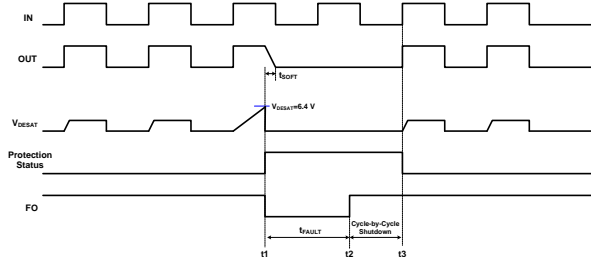 IN
OUT
tSOFT
VDESAT=6.4 V
VDESAT
Protection
Status
FO
tFAULT
Cycle-by-Cycle
Shutdown
t1
t2
t3